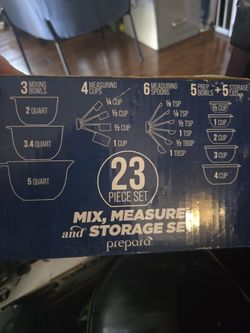 3 MIXING BOWLS
4 MEASURING CUPS
6 MEASURING SPOONS
5 PREP BOWLS + 5 STORAGE
2 QUART
3.4 QUART
5 QUART
¼ CUP
⅓ CUP
½ CUP
1 CUP
⅛ TSP
¼ TSP
½ TSP
1 TSP
½ TBSP
1 TBSP
½ CUP
1 CUP
2 CUP
3 CUP
4 CUP
23
PIECE SET
MIX, MEASURE
and STORAGE SE
prepara